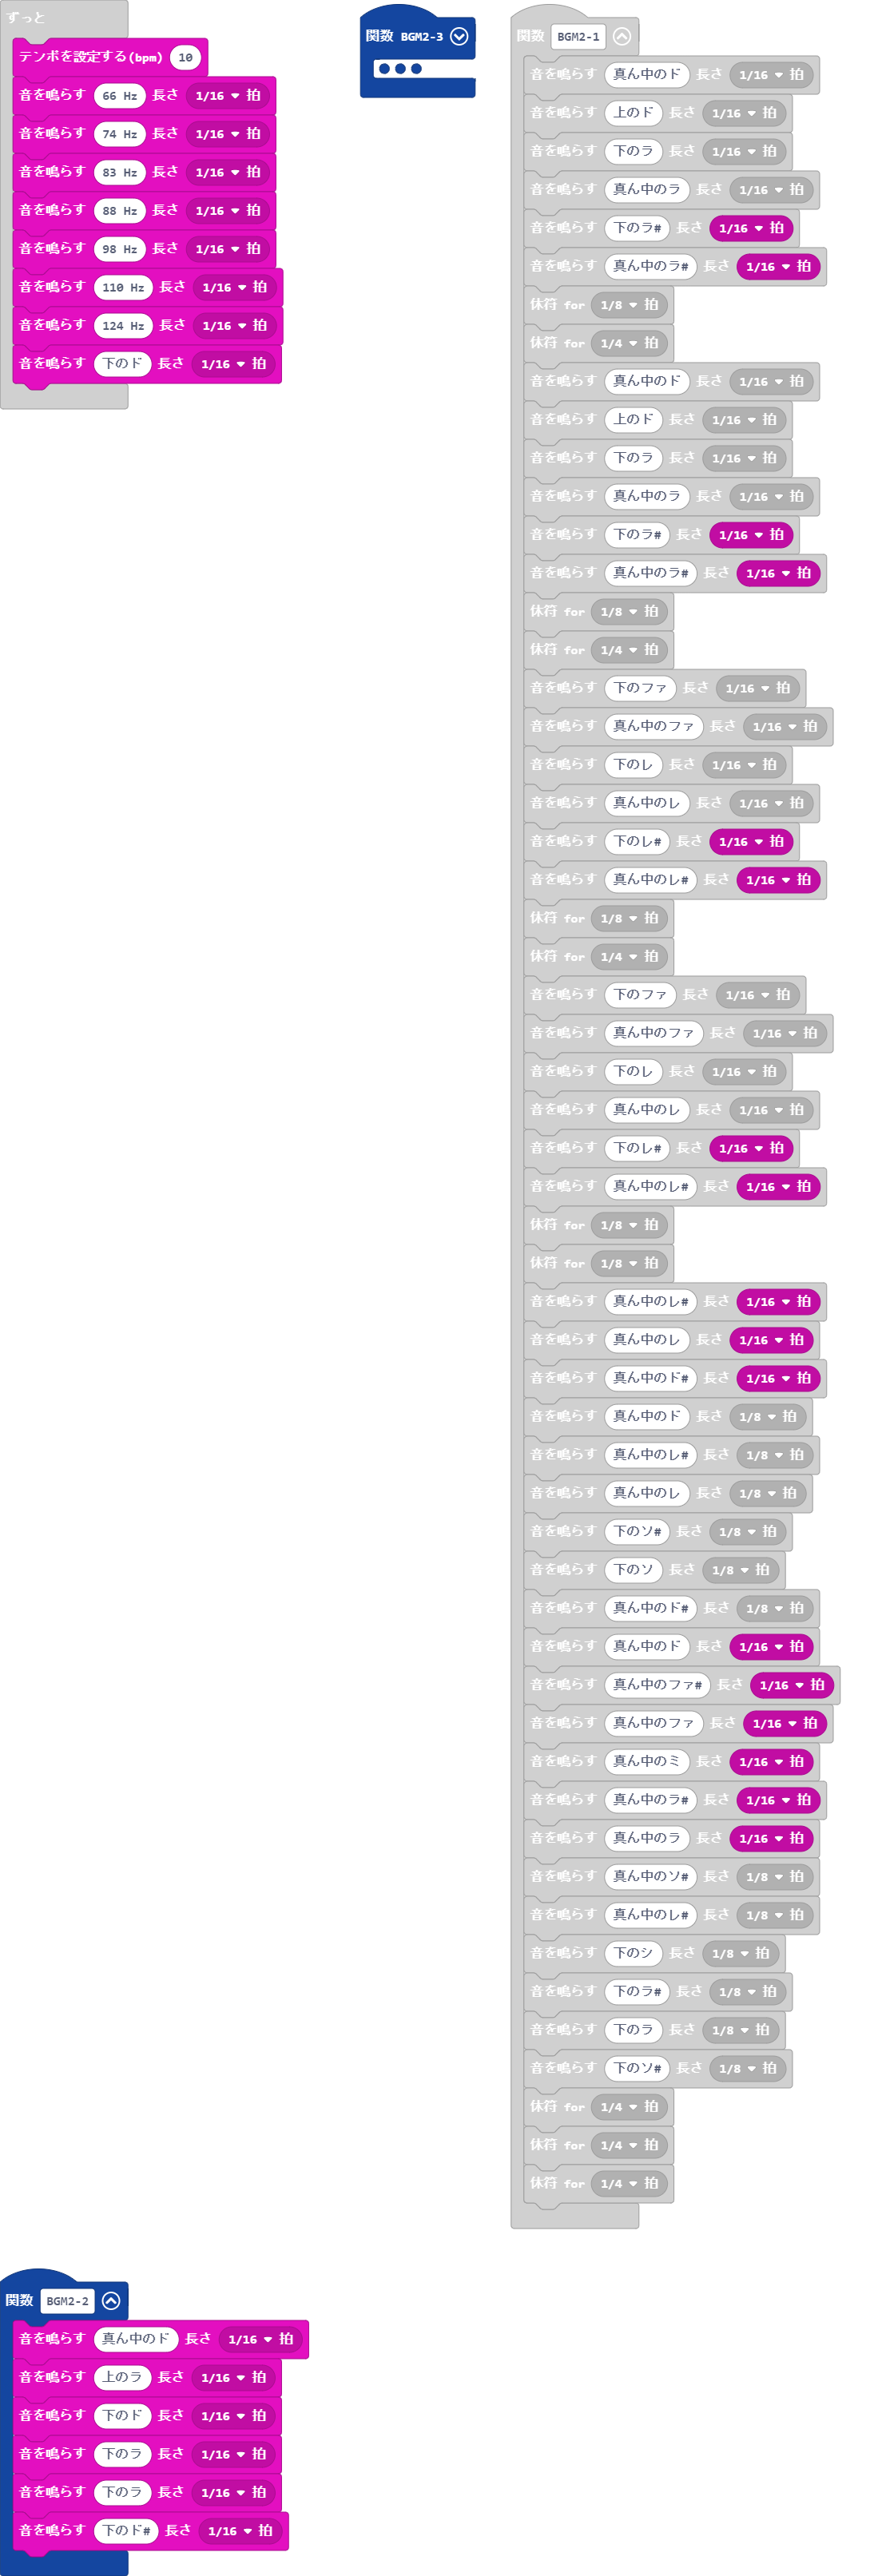 ずっと
テンポを設定する(bpm) 10
音を鳴らす 66 Hz 長さ 1/16 拍
音を鳴らす 74 Hz 長さ 1/16 拍
音を鳴らす 83 Hz 長さ 1/16 拍
音を鳴らす 88 Hz 長さ 1/16 拍
音を鳴らす 98 Hz 長さ 1/16 拍
音を鳴らす 110 Hz 長さ 1/16 拍
音を鳴らす 124 Hz 長さ 1/16 拍
音を鳴らす 下のド 長さ 1/16 拍
関数 BGM2-3
関数 BGM2-1
音を鳴らす 真ん中のド 長さ 1/16 拍
音を鳴らす 上のド 長さ 1/16 拍
音を鳴らす 下のラ 長さ 1/16 拍
音を鳴らす 真ん中のラ 長さ 1/16 拍
音を鳴らす 下のラ# 長さ 1/16 拍
音を鳴らす 真ん中のラ# 長さ 1/16 拍
休符 for 1/8 拍
休符 for 1/4 拍
音を鳴らす 真ん中のド 長さ 1/16 拍
音を鳴らす 上のド 長さ 1/16 拍
音を鳴らす 下のラ 長さ 1/16 拍
音を鳴らす 真ん中のラ 長さ 1/16 拍
音を鳴らす 下のラ# 長さ 1/16 拍
音を鳴らす 真ん中のラ# 長さ 1/16 拍
休符 for 1/8 拍
休符 for 1/4 拍
音を鳴らす 下のファ 長さ 1/16 拍
音を鳴らす 真ん中のファ 長さ 1/16 拍
音を鳴らす 下のレ 長さ 1/16 拍
音を鳴らす 真ん中のレ 長さ 1/16 拍
音を鳴らす 下のレ# 長さ 1/16 拍
音を鳴らす 真ん中のレ# 長さ 1/16 拍
休符 for 1/8 拍
休符 for 1/4 拍
音を鳴らす 下のファ 長さ 1/16 拍
音を鳴らす 真ん中のファ 長さ 1/16 拍
音を鳴らす 下のレ 長さ 1/16 拍
音を鳴らす 真ん中のレ 長さ 1/16 拍
音を鳴らす 下のレ# 長さ 1/16 拍
音を鳴らす 真ん中のレ# 長さ 1/16 拍
休符 for 1/8 拍
休符 for 1/8 拍
音を鳴らす 真ん中のレ# 長さ 1/16 拍
音を鳴らす 真ん中のレ 長さ 1/16 拍
音を鳴らす 真ん中のド# 長さ 1/16 拍
音を鳴らす 真ん中のド 長さ 1/8 拍
音を鳴らす 真ん中のレ# 長さ 1/8 拍
音を鳴らす 真ん中のレ 長さ 1/8 拍
音を鳴らす 下のソ# 長さ 1/8 拍
音を鳴らす 下のソ 長さ 1/8 拍
音を鳴らす 真ん中のド# 長さ 1/8 拍
音を鳴らす 真ん中のド 長さ 1/16 拍
音を鳴らす 真ん中のファ# 長さ 1/16 拍
音を鳴らす 真ん中のファ 長さ 1/16 拍
音を鳴らす 真ん中のミ 長さ 1/16 拍
音を鳴らす 真ん中のラ# 長さ 1/16 拍
音を鳴らす 真ん中のラ 長さ 1/16 拍
音を鳴らす 真ん中のソ# 長さ 1/8 拍
音を鳴らす 真ん中のレ# 長さ 1/8 拍
音を鳴らす 下のシ 長さ 1/8 拍
音を鳴らす 下のラ# 長さ 1/8 拍
音を鳴らす 下のラ 長さ 1/8 拍
音を鳴らす 下のソ# 長さ 1/8 拍
休符 for 1/4 拍
休符 for 1/4 拍
休符 for 1/4 拍
関数 BGM2-2
音を鳴らす 真ん中のド 長さ 1/16 拍
音を鳴らす 上のラ 長さ 1/16 拍
音を鳴らす 下のド 長さ 1/16 拍
音を鳴らす 下のラ 長さ 1/16 拍
音を鳴らす 下のラ 長さ 1/16 拍
音を鳴らす 下のド# 長さ 1/16 拍